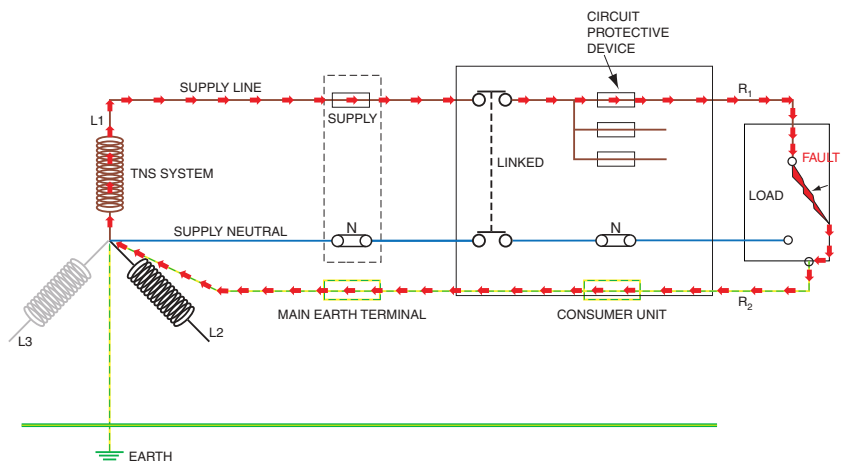 CIRCUIT
PROTECTIVE
DEVICE
SUPPLY LINE
R1
L1
SUPPLY
TNS SYSTEM
LINKED
FAULT
LOAD
SUPPLY NEUTRAL
N
N
MAIN EARTH TERMINAL
CONSUMER UNIT
R2
L3
L2
EARTH